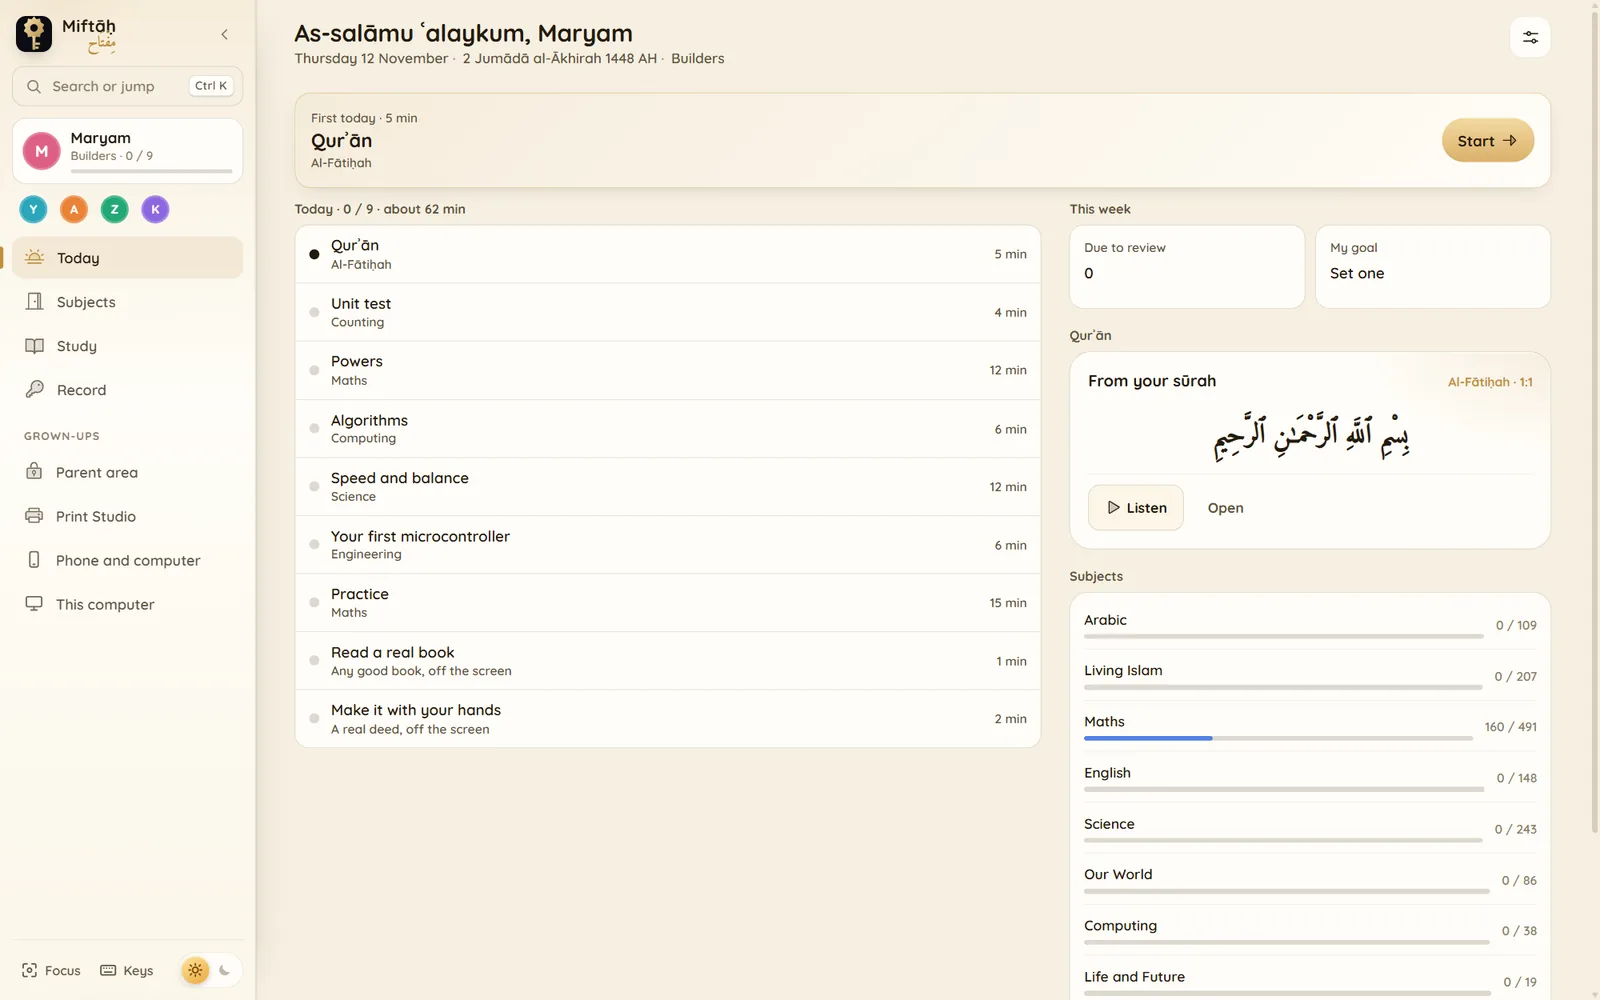 Miftāḥ
مِفتاح
Search or jump
Ctrl K
M
Maryam
Builders · 0 / 9
Y
A
Z
K
Today
Subjects
Study
Record
GROWN-UPS
Parent area
Print Studio
Phone and computer
This computer
Focus
Keys
As-salāmu ʿalaykum, Maryam
Thursday 12 November · 2 Jumādā al-Ākhirah 1448 AH · Builders
First today · 5 min
Qurʾān
Al-Fātiḥah
Start
Today · 0 / 9 · about 62 min
Qurʾān
Al-Fātiḥah
5 min
Unit test
Counting
4 min
Powers
Maths
12 min
Algorithms
Computing
6 min
Speed and balance
Science
12 min
Your first microcontroller
Engineering
6 min
Practice
Maths
15 min
Read a real book
Any good book, off the screen
1 min
Make it with your hands
A real deed, off the screen
2 min
This week
Due to review
0
My goal
Set one
Qurʾān
From your sūrah
Al-Fātiḥah · 1:1
بِسْمِ ٱللَّهِ ٱلرَّحْمَـٰنِ ٱلرَّحِيمِ
Listen
Open
Subjects
Arabic
0 / 109
Living Islam
0 / 207
Maths
160 / 491
English
0 / 148
Science
0 / 243
Our World
0 / 86
Computing
0 / 38
Life and Future
0 / 19